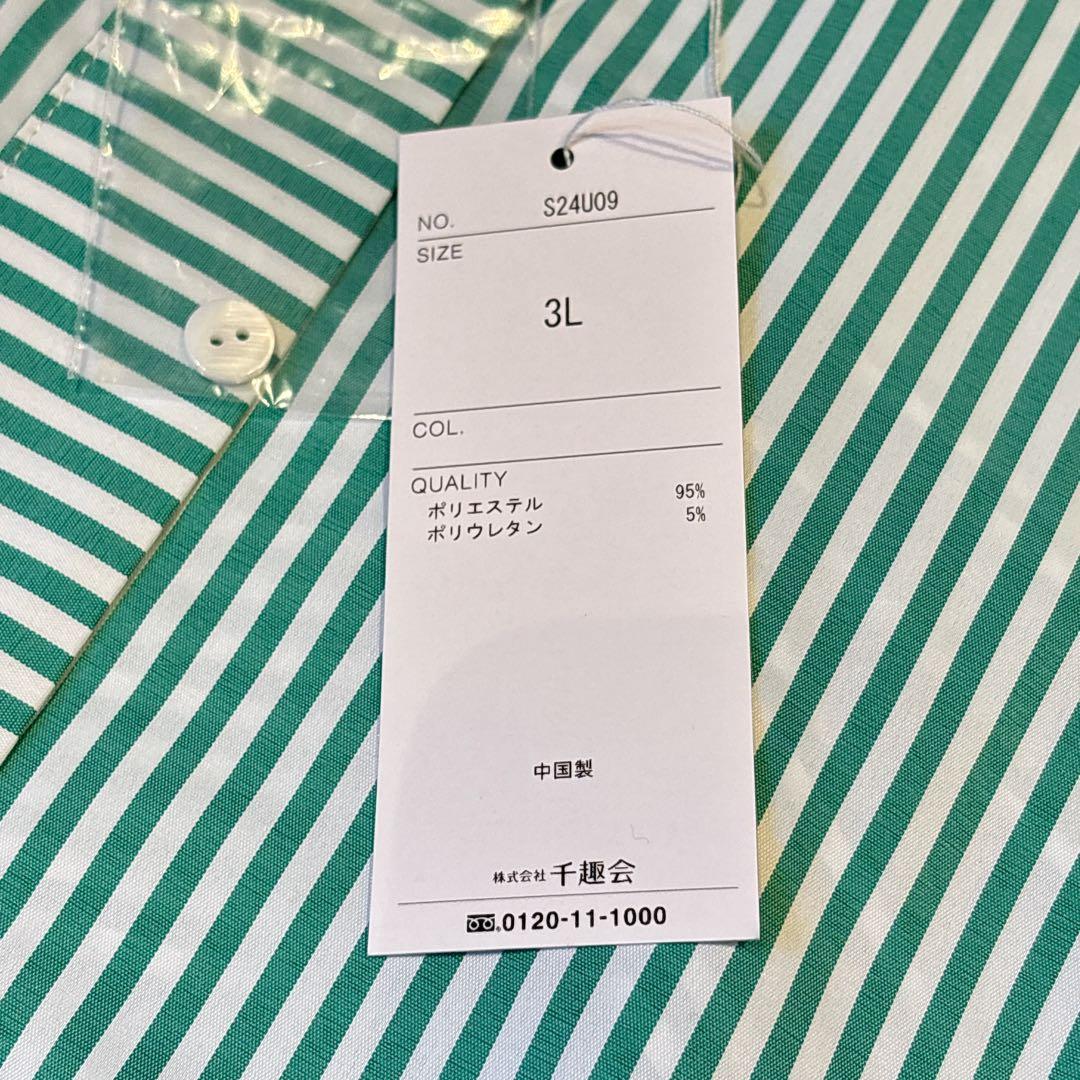 NO. S24U09
SIZE
3L
COL.
QUALITY
ポリエステル 95%
ポリウレタン 5%
中国製
株式会社 千趣会
0120-11-1000